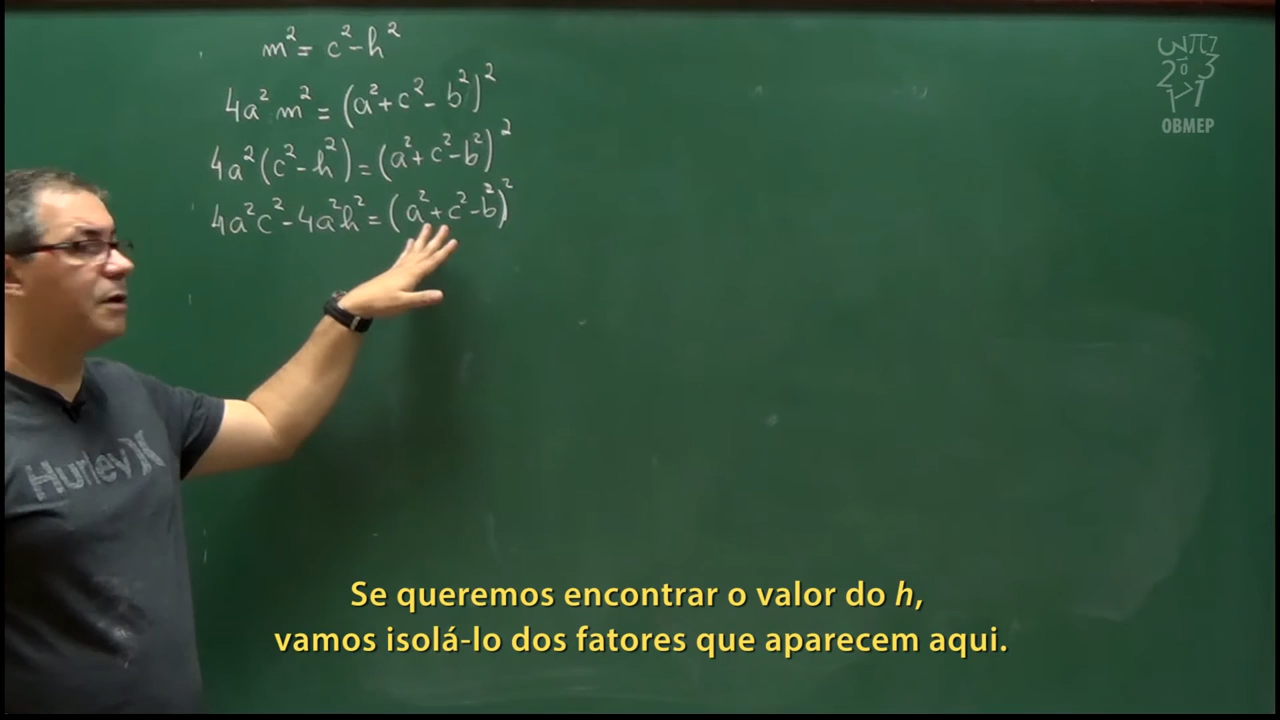 m² = c² - h²
4a² m² = (a² + c² - b²)²
4a² (c² - h²) = (a² + c² - b²)²
4a²c² - 4a²h² = (a² + c² - b²)²
OBMEP
Hurley
Se queremos encontrar o valor do h,
vamos isolá-lo dos fatores que aparecem aqui.